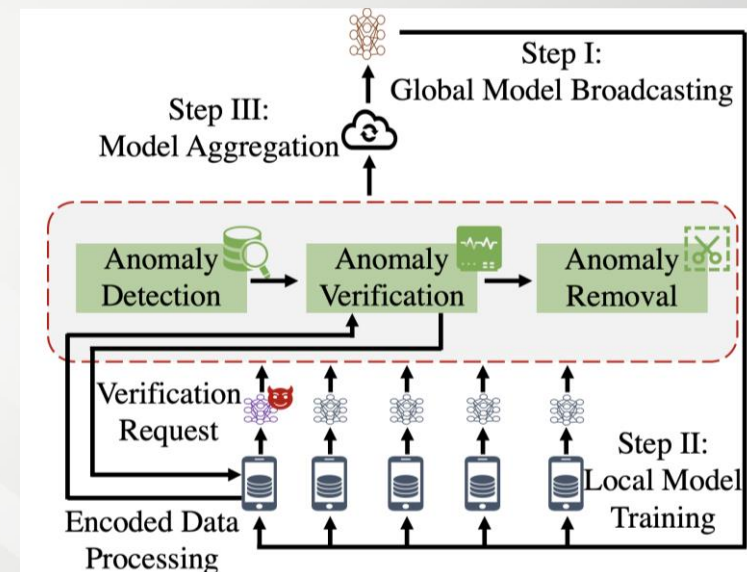 Step I:
Global Model Broadcasting
Step III:
Model Aggregation
Anomaly
Detection
Anomaly
Verification
Anomaly
Removal
Verification
Request
Step II:
Local Model
Training
Encoded Data
Processing